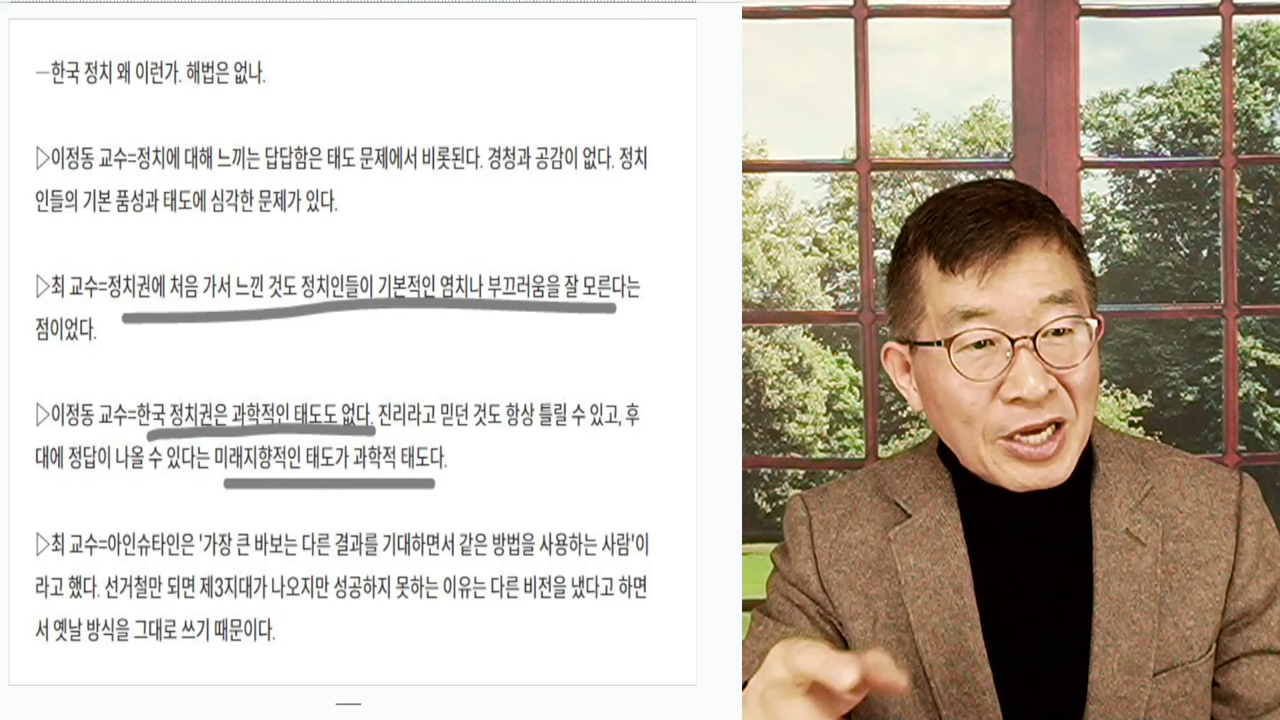 ―한국 정치 왜 이런가. 해법은 없나.
▷이정동 교수=정치에 대해 느끼는 답답함은 태도 문제에서 비롯된다. 경청과 공감이 없다. 정치
인들의 기본 품성과 태도에 심각한 문제가 있다.
▷최 교수=정치권에 처음 가서 느낀 것도 정치인들이 기본적인 염치나 부끄러움을 잘 모른다는
점이었다.
▷이정동 교수=한국 정치권은 과학적인 태도도 없다. 진리라고 믿던 것도 항상 틀릴 수 있고, 후
대에 정답이 나올 수 있다는 미래지향적인 태도가 과학적 태도다.
▷최 교수=아인슈타인은 '가장 큰 바보는 다른 결과를 기대하면서 같은 방법을 사용하는 사람'이
라고 했다. 선거철만 되면 제3지대가 나오지만 성공하지 못하는 이유는 다른 비전을 냈다고 하면
서 옛날 방식을 그대로 쓰기 때문이다.